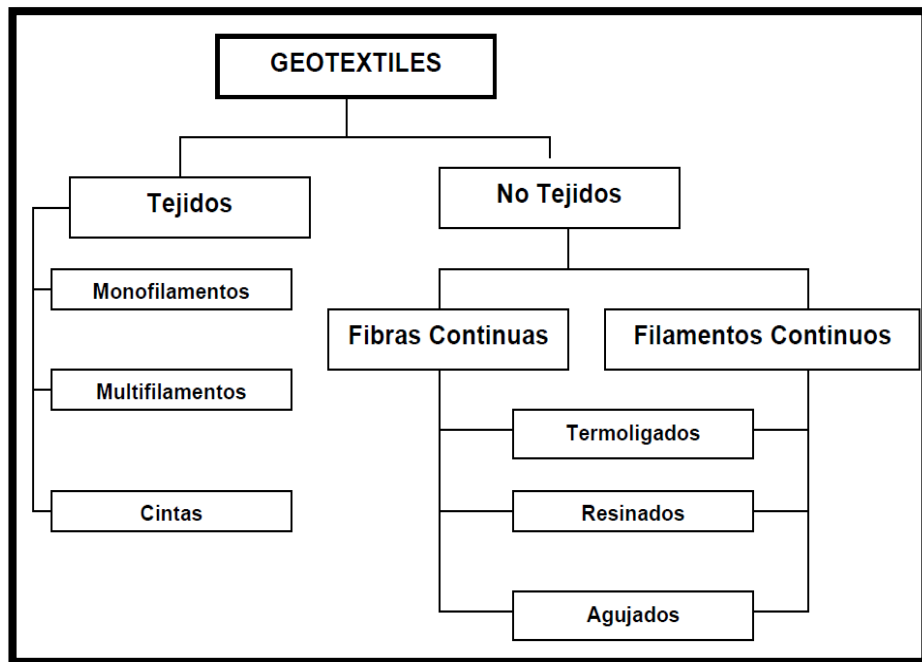 GEOTEXTILES
Tejidos
No Tejidos
Monofilamentos
Multifilamentos
Cintas
Fibras Continuas
Filamentos Continuos
Termoligados
Resinados
Agujados